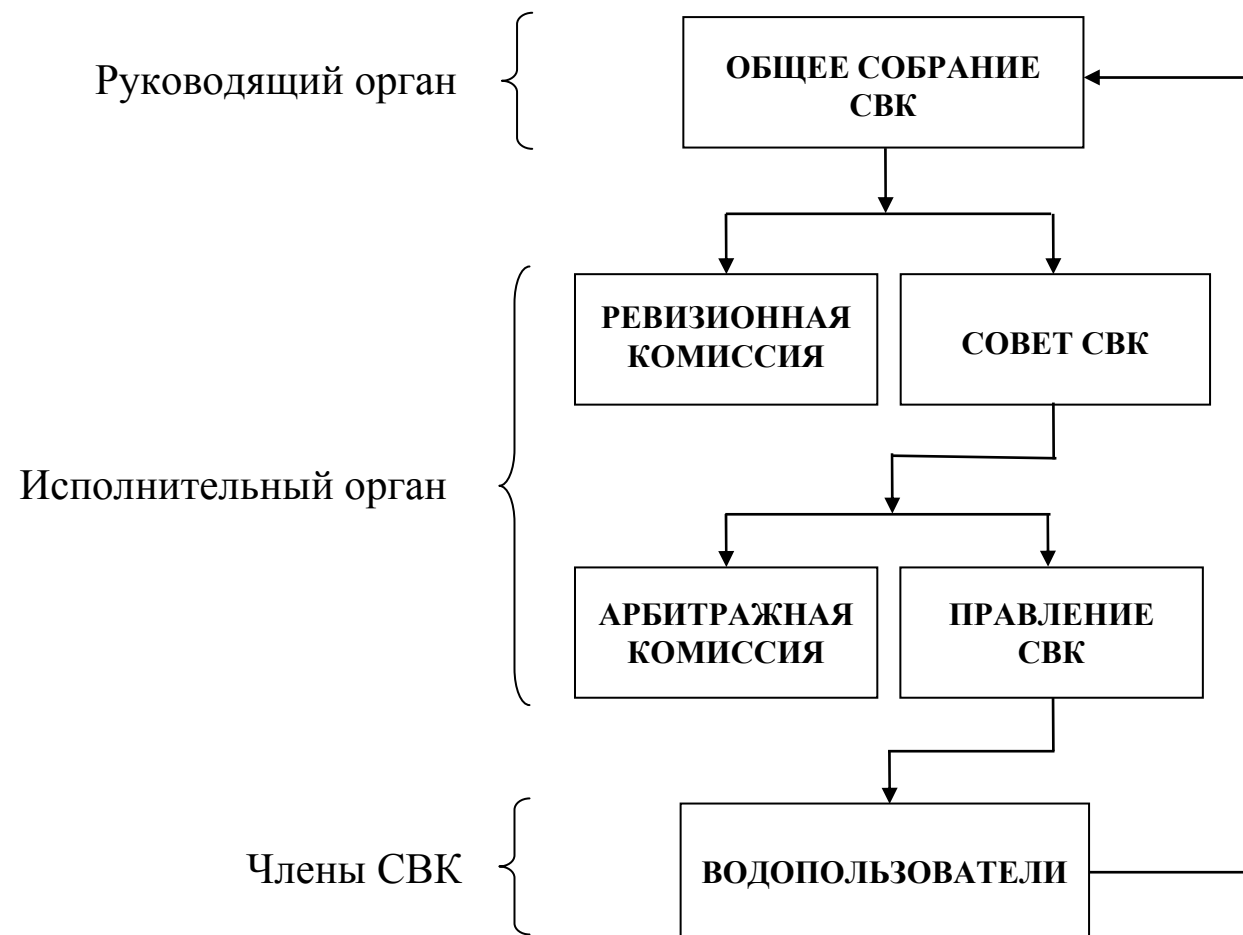 Руководящий орган
ОБЩЕЕ СОБРАНИЕ
СВК
РЕВИЗИОННАЯ
КОМИССИЯ
СОВЕТ СВК
Исполнительный орган
АРБИТРАЖНАЯ
КОМИССИЯ
ПРАВЛЕНИЕ
СВК
Члены СВК
ВОДОПОЛЬЗОВАТЕЛИ